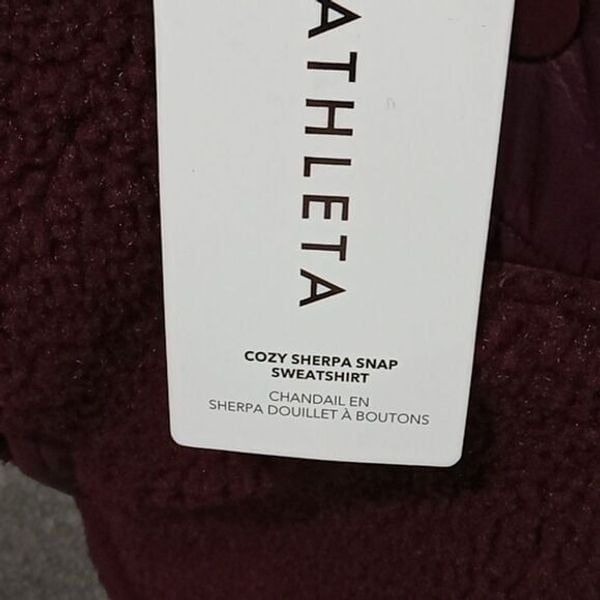 ATHLETA
COZY SHERPA SNAP
SWEATSHIRT
CHANDAIL EN
SHERPA DOUILLET À BOUTONS